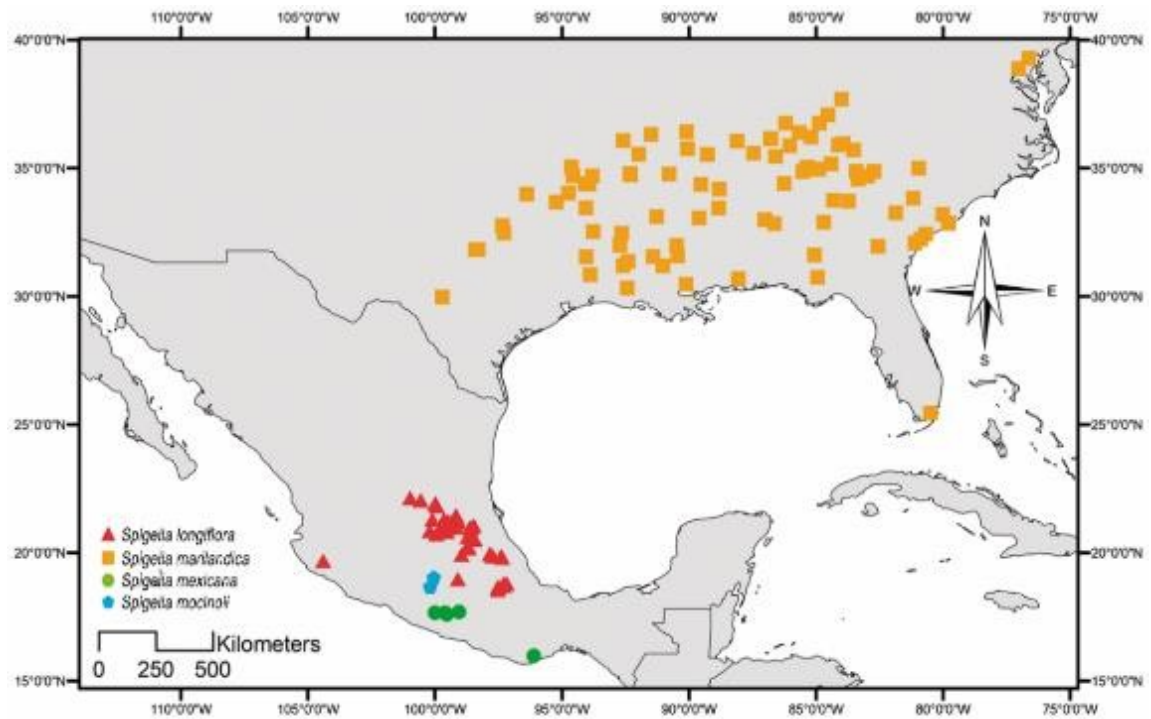 110°0'0"W 105°0'0"W 100°0'0"W 95°0'0"W 90°0'0"W 85°0'0"W 80°0'0"W 75°0'0"W
40°0'0"N 40°0'0"N
35°0'0"N 35°0'0"N
N
W E
30°0'0"N 30°0'0"N
S
25°0'0"N 25°0'0"N
Spigelia longiflora
Spigelia marilandica
20°0'0"N 20°0'0"N
Spigelia mexicana
Spigelia mocinoli
Kilometers
0 250 500
15°0'0"N 15°0'0"N
110°0'0"W 105°0'0"W 100°0'0"W 95°0'0"W 90°0'0"W 85°0'0"W 80°0'0"W 75°0'0"W